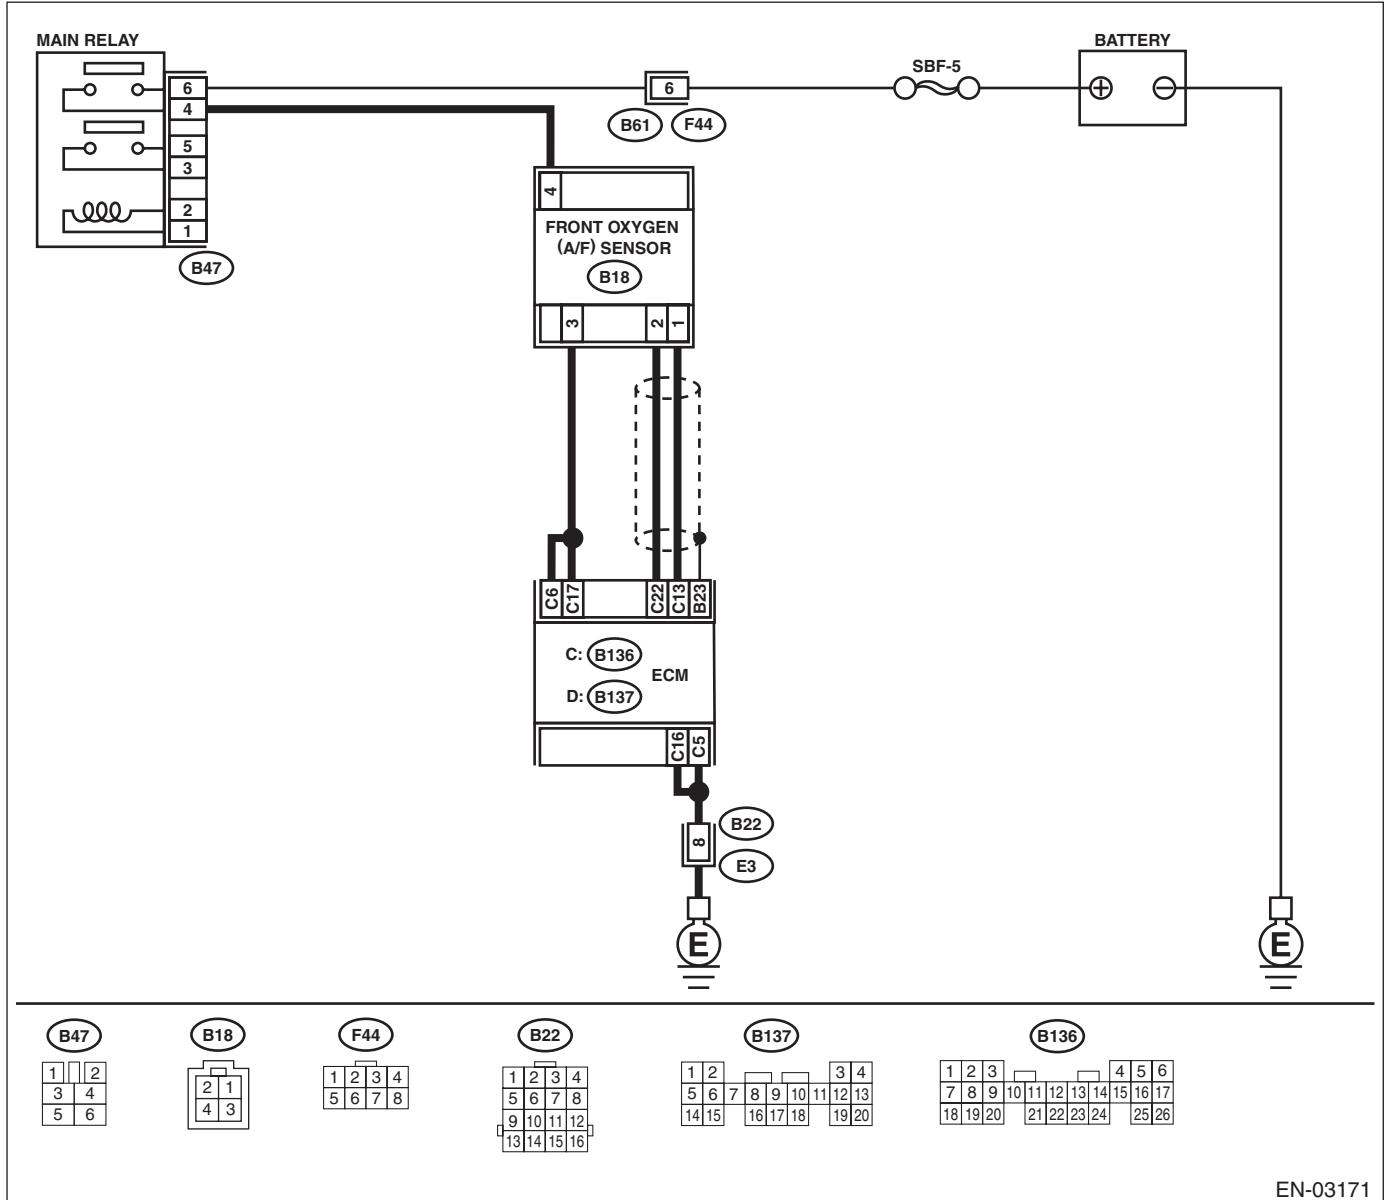 MAIN RELAY
BATTERY
SBF-5
6
4
5
3
2
1
B47
6
B61 F44
+ −
4
FRONT OXYGEN
(A/F) SENSOR
B18
3 2 1
C6 C17 C22 C13 B23
C: B136
ECM
D: B137
C16 C5
B22
8
E3
E E
B47 B18 F44 B22 B137 B136
1 2
3 4
5 6
2 1
4 3
1 2 3 4
5 6 7 8
1 2 3 4
5 6 7 8
9 10 11 12
13 14 15 16
1 2 3 4
5 6 7 8 9 10 11 12 13
14 15 16 17 18 19 20
1 2 3 4 5 6
7 8 9 10 11 12 13 14 15 16 17
18 19 20 21 22 23 24 25 26
EN-03171